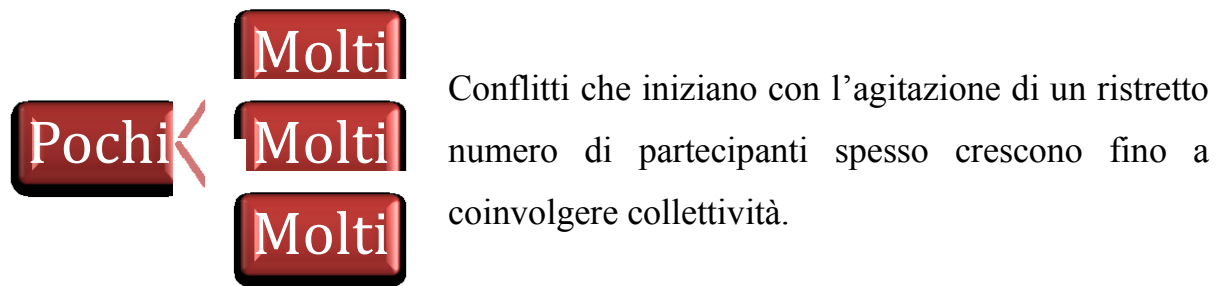 Pochi
Molti
Molti
Molti
Conflitti che iniziano con l’agitazione di un ristretto
numero di partecipanti spesso crescono fino a
coinvolgere collettività.